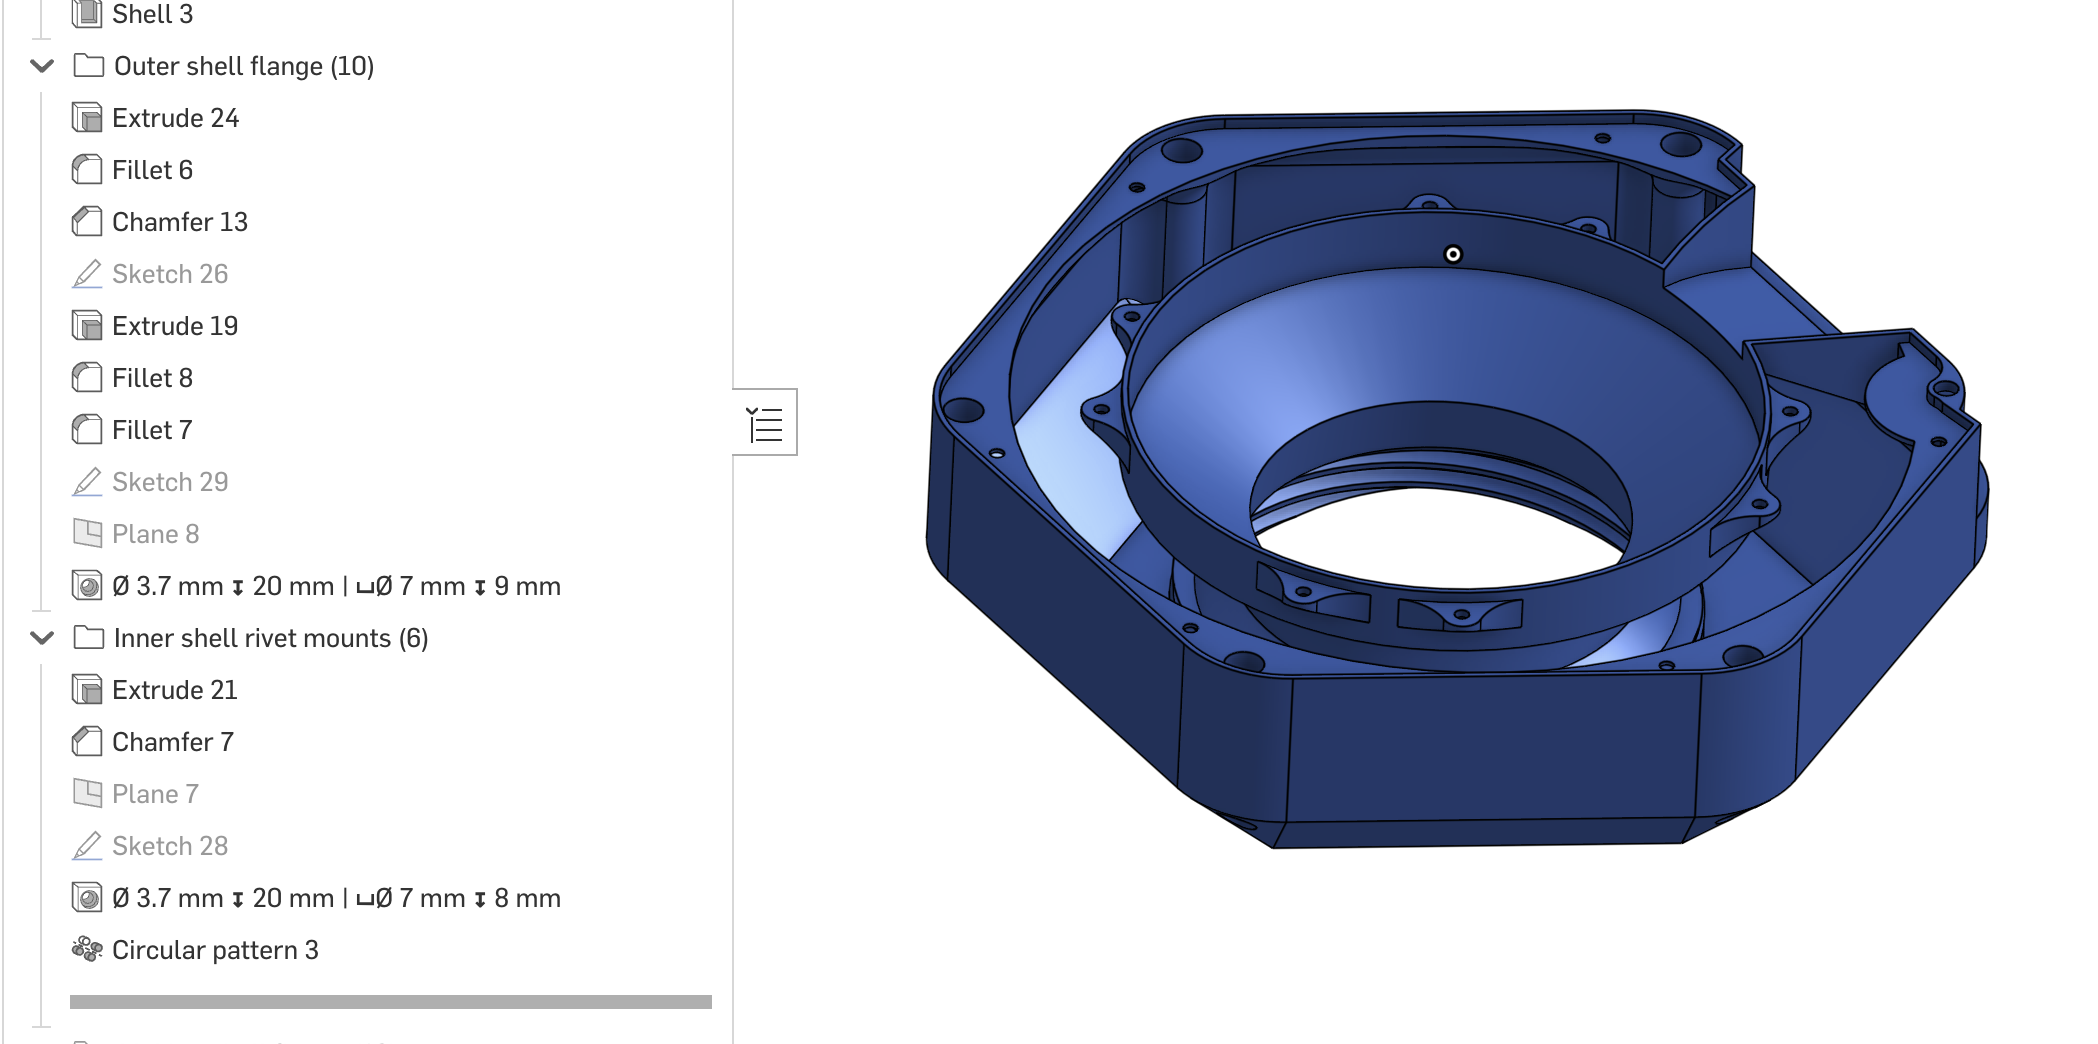 Shell 3
Outer shell flange (10)
Extrude 24
Fillet 6
Chamfer 13
Sketch 26
Extrude 19
Fillet 8
Fillet 7
Sketch 29
Plane 8
Ø 3.7 mm ↧ 20 mm | ⌴Ø 7 mm ↧ 9 mm
Inner shell rivet mounts (6)
Extrude 21
Chamfer 7
Plane 7
Sketch 28
Ø 3.7 mm ↧ 20 mm | ⌴Ø 7 mm ↧ 8 mm
Circular pattern 3